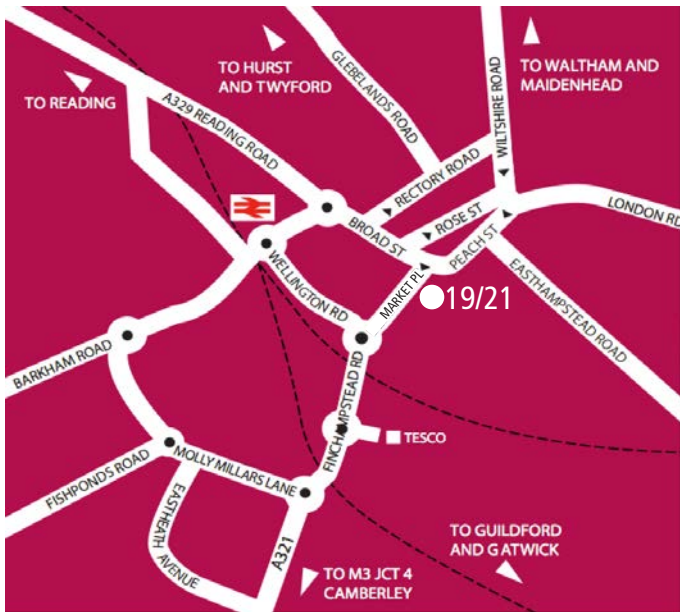 TO HURST
AND TWYFORD
TO WALTHAM AND
MAIDENHEAD
TO READING
A329 READING ROAD
GLEBELANDS ROAD
WILTSHIRE ROAD
RECTORY ROAD
ROSE ST
BROAD ST
LONDON RD
PEACH ST
WELLINGTON RD
MARKET PL
19/21
EASTHAMPSTEAD ROAD
BARKHAM ROAD
FINCHAMPSTEAD RD
TESCO
FISHPONDS ROAD
MOLLY MILLARS LANE
EASTHEATH AVENUE
A321
TO GUILDFORD
AND GATWICK
TO M3 JCT 4
CAMBERLEY